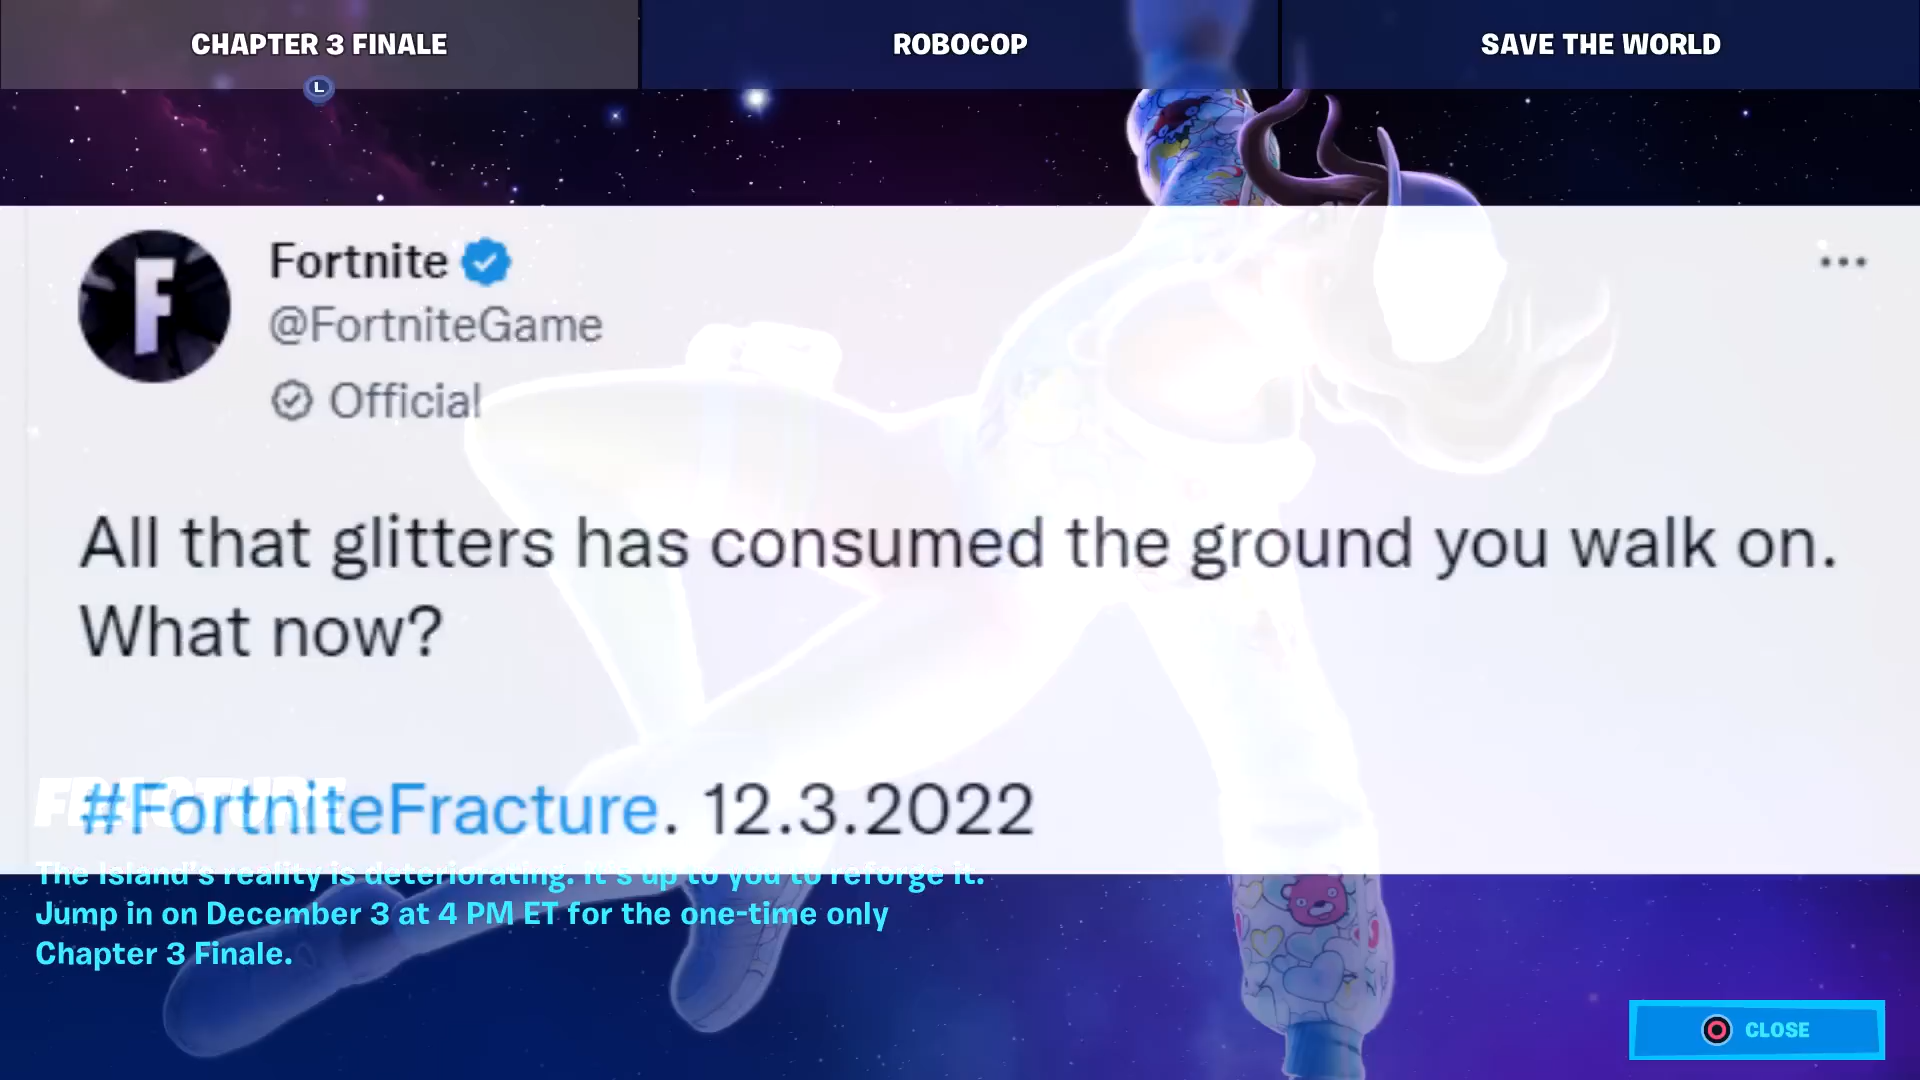 CHAPTER 3 FINALE
ROBOCOP
SAVE THE WORLD
L
F
Fortnite
@FortniteGame
Official
All that glitters has consumed the ground you walk on.
What now?
FRACTURE
#FortniteFracture. 12.3.2022
The Island's reality is deteriorating. It's up to you to reforge it.
Jump in on December 3 at 4 PM ET for the one-time only
Chapter 3 Finale.
CLOSE